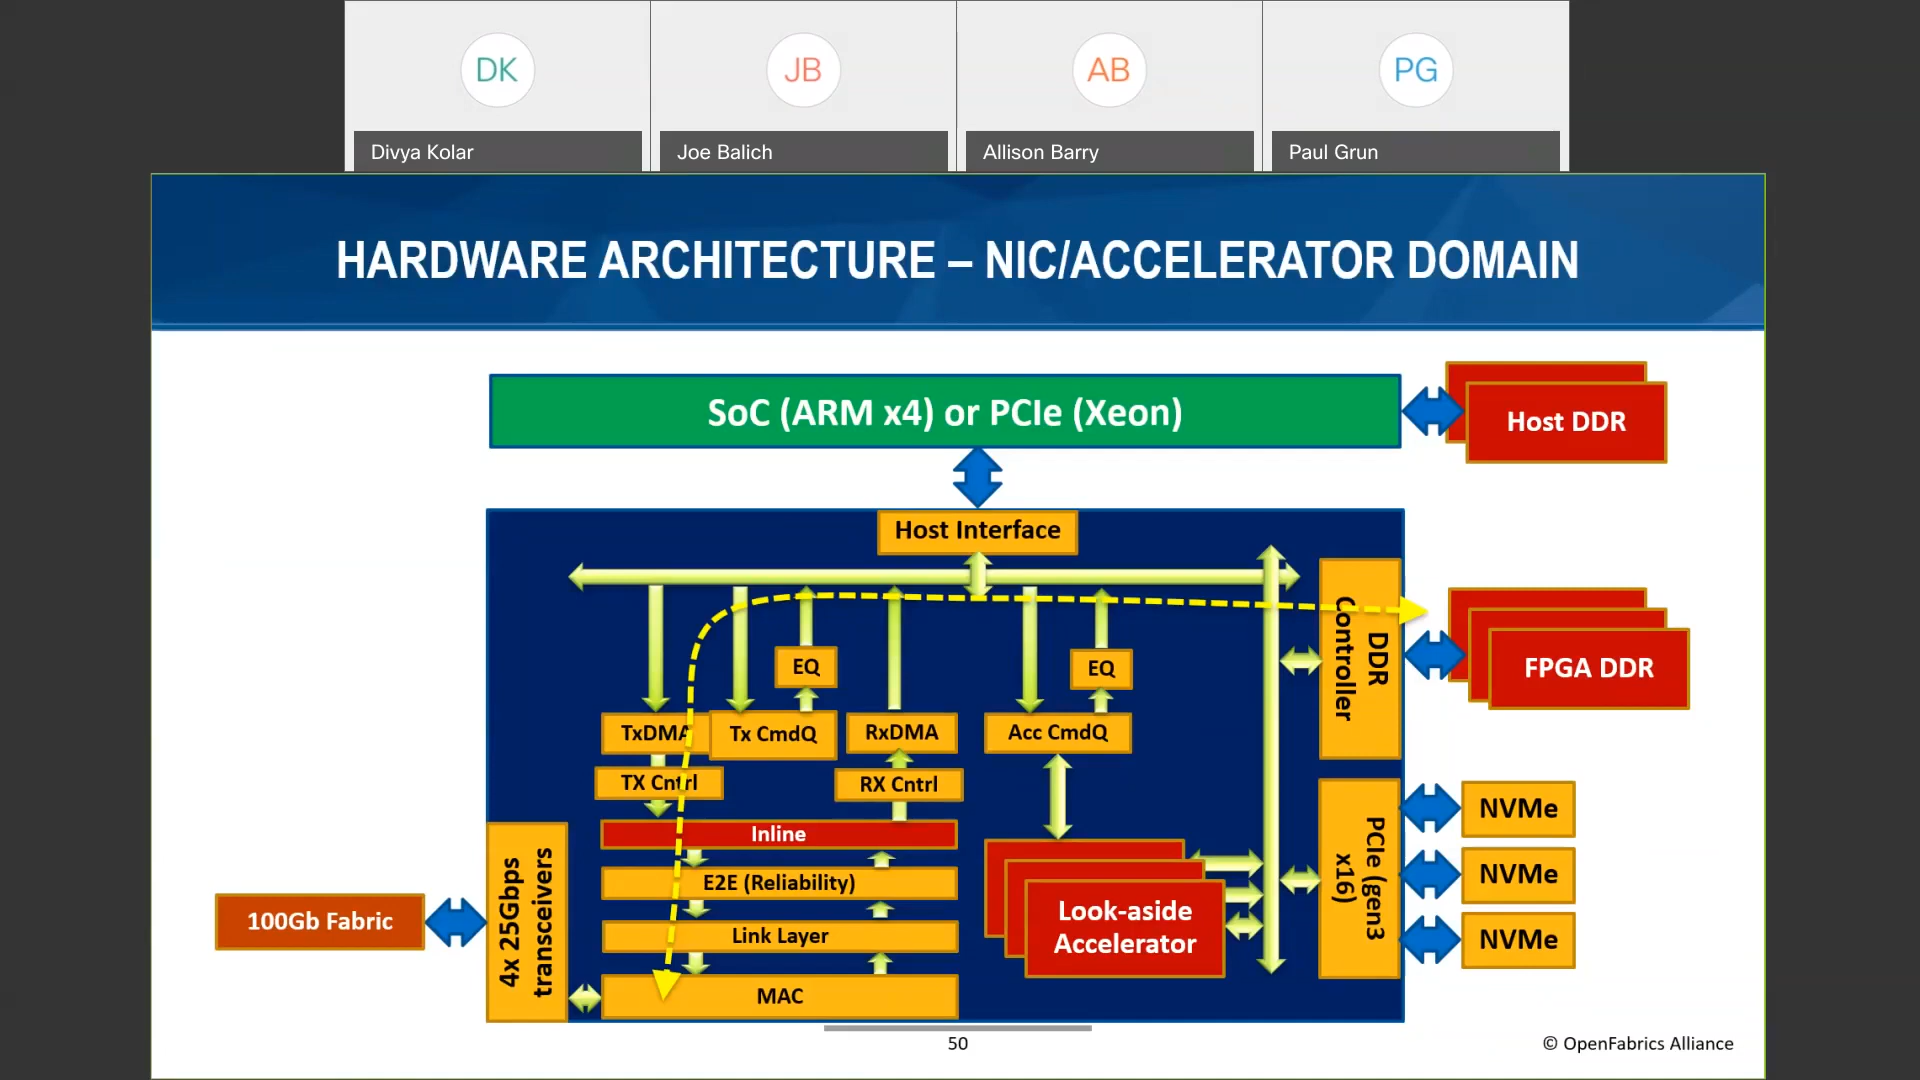 DK
JB
AB
PG
Divya Kolar
Joe Balich
Allison Barry
Paul Grun
HARDWARE ARCHITECTURE – NIC/ACCELERATOR DOMAIN
SoC (ARM x4) or PCIe (Xeon)
Host DDR
Host Interface
DDR
Controller
FPGA DDR
EQ
EQ
TxDMA
Tx CmdQ
RxDMA
Acc CmdQ
TX Cntrl
RX Cntrl
Inline
E2E (Reliability)
Link Layer
MAC
Look-aside
Accelerator
PCIe (gen3
x16)
NVMe
NVMe
NVMe
100Gb Fabric
4x 25Gbps
transceivers
50
© OpenFabrics Alliance